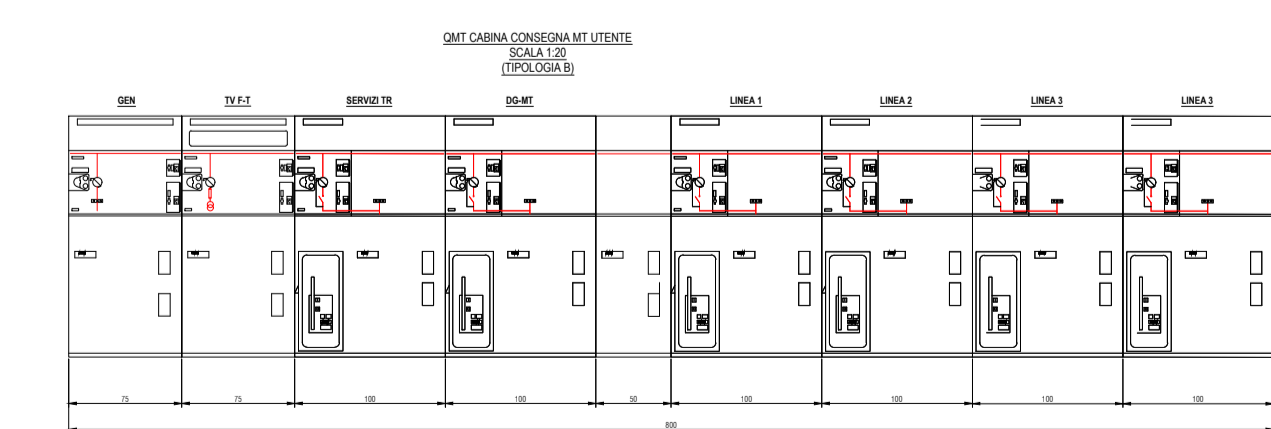 QMT CABINA CONSEGNA MT UTENTE
SCALA 1:20
(TIPOLOGIA B)
GEN
TV F-T
SERVIZI TR
DG-MT
LINEA 1
LINEA 2
LINEA 3
LINEA 3
75
75
100
100
50
100
100
100
100
800